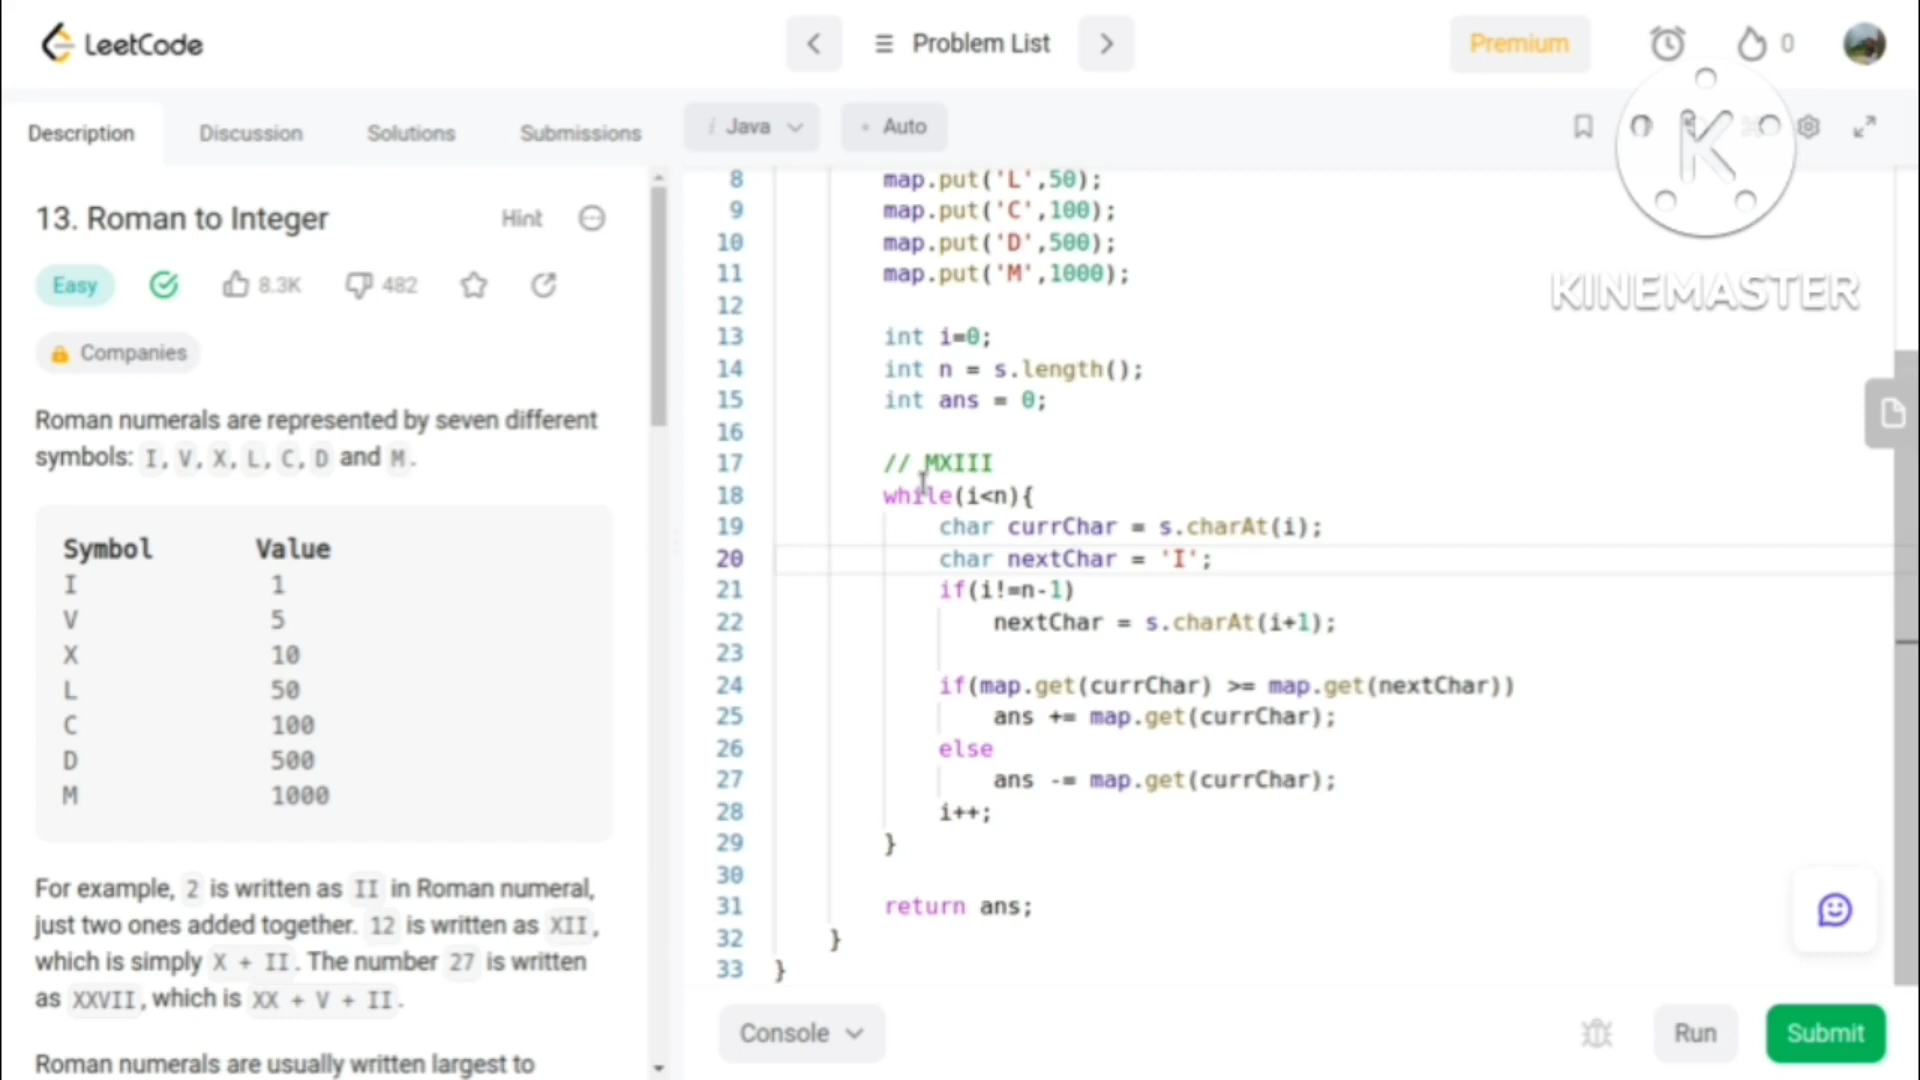 LeetCode
Problem List
Premium
0
Description
Discussion
Solutions
Submissions
i Java
Auto
K
KINEMASTER
13. Roman to Integer
Hint
Easy
8.3K
482
Companies
Roman numerals are represented by seven different
symbols: I, V, X, L, C, D and M.
Symbol Value
I 1
V 5
X 10
L 50
C 100
D 500
M 1000
For example, 2 is written as II in Roman numeral,
just two ones added together. 12 is written as XII,
which is simply X + II. The number 27 is written
as XXVII, which is XX + V + II.
Roman numerals are usually written largest to
8 map.put('L',50);
9 map.put('C',100);
10 map.put('D',500);
11 map.put('M',1000);
12
13 int i=0;
14 int n = s.length();
15 int ans = 0;
16
17 // MXIII
18 while(i<n){
19 char currChar = s.charAt(i);
20 char nextChar = 'I';
21 if(i!=n-1)
22 nextChar = s.charAt(i+1);
23
24 if(map.get(currChar) >= map.get(nextChar))
25 ans += map.get(currChar);
26 else
27 ans -= map.get(currChar);
28 i++;
29 }
30
31 return ans;
32 }
33 }
Console
Run
Submit